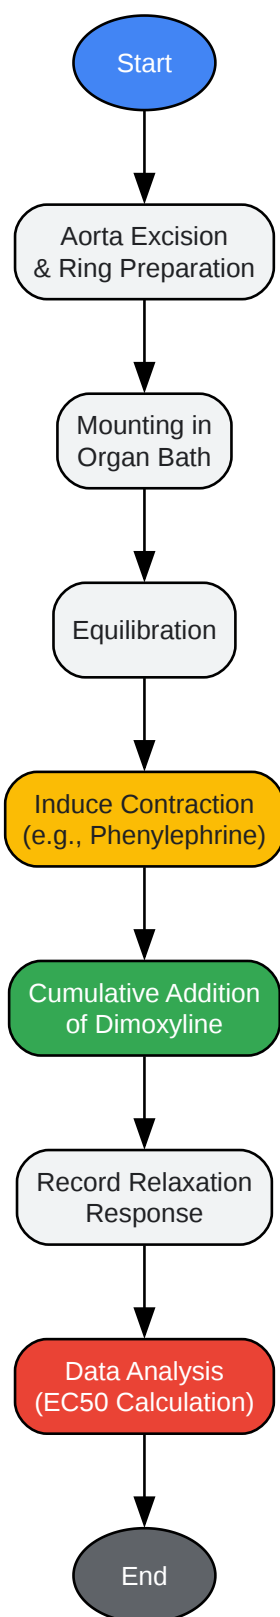 Start
Aorta Excision
& Ring Preparation
Mounting in
Organ Bath
Equilibration
Induce Contraction
(e.g., Phenylephrine)
Cumulative Addition
of Dimoxyline
Record Relaxation
Response
Data Analysis
(EC50 Calculation)
End